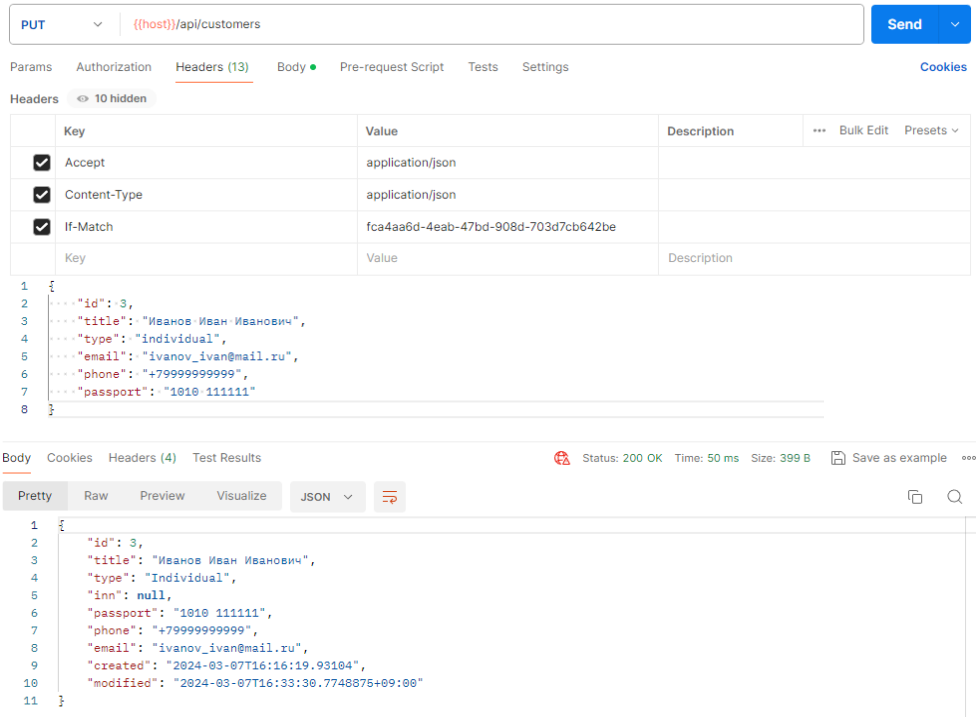 PUT {{host}}/api/customers Send
Params Authorization Headers (13) Body Pre-request Script Tests Settings Cookies
Headers 10 hidden
Key Value Description Bulk Edit Presets
Accept application/json
Content-Type application/json
If-Match fca4aa6d-4eab-47bd-908d-703d7cb642be
Key Value Description
1 {
2 "id": 3,
3 "title": "Иванов Иван Иванович",
4 "type": "individual",
5 "email": "ivanov_ivan@mail.ru",
6 "phone": "+79999999999",
7 "passport": "1010 111111"
8 }
Body Cookies Headers (4) Test Results Status: 200 OK Time: 50 ms Size: 399 B Save as example
Pretty Raw Preview Visualize JSON
1 {
2 "id": 3,
3 "title": "Иванов Иван Иванович",
4 "type": "Individual",
5 "inn": null,
6 "passport": "1010 111111",
7 "phone": "+79999999999",
8 "email": "ivanov_ivan@mail.ru",
9 "created": "2024-03-07T16:16:19.93104",
10 "modified": "2024-03-07T16:33:30.7748875+09:00"
11 }